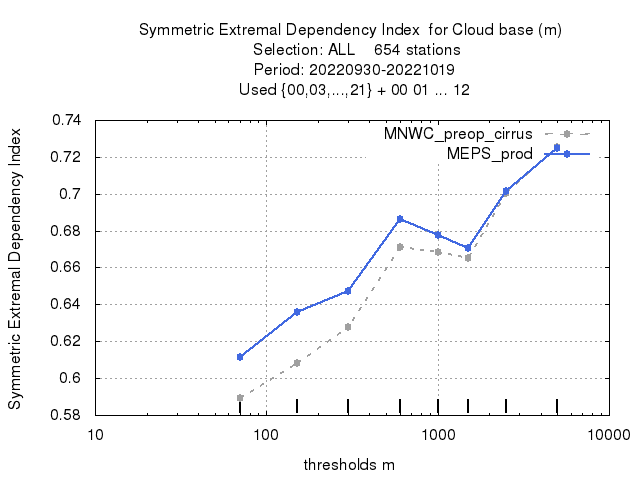 Symmetric Extremal Dependency Index  for Cloud base (m)
Selection: ALL    654 stations
Period: 20220930-20221019
Used {00,03,...,21} + 00 01 ... 12
Symmetric Extremal Dependency Index
0.74
0.72
0.7
0.68
0.66
0.64
0.62
0.6
0.58
MNWC_preop_cirrus
MEPS_prod
10 100 1000 10000
thresholds m